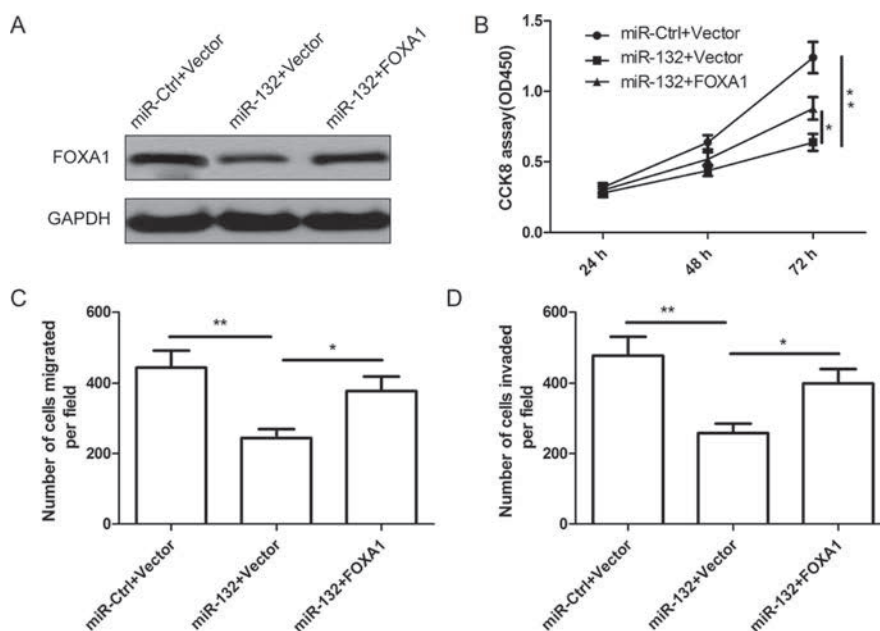 A
miR-Ctrl+Vector
miR-132+Vector
miR-132+FOXA1
FOXA1
GAPDH
B
miR-Ctrl+Vector
miR-132+Vector
miR-132+FOXA1
CCK8 assay(OD450)
1.5
1.0
0.5
0.0
24 h
48 h
72 h
*
**
C
Number of cells migrated
per field
600
400
200
0
**
*
miR-Ctrl+Vector
miR-132+Vector
miR-132+FOXA1
D
Number of cells invaded
per field
600
400
200
0
**
*
miR-Ctrl+Vector
miR-132+Vector
miR-132+FOXA1